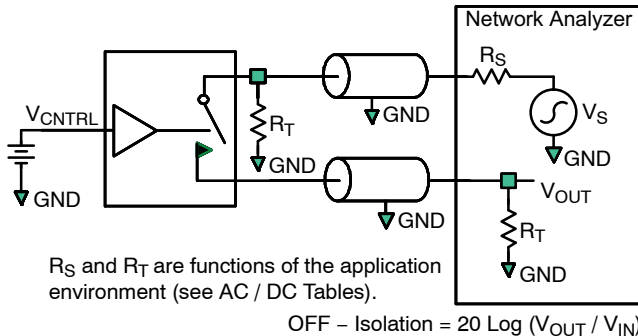 Network Analyzer
R_S
V_CNTRL
GND
V_S
R_T
GND
GND
GND
GND
V_OUT
GND
R_T
GND
R_S and R_T are functions of the application
environment (see AC / DC Tables).
OFF – Isolation = 20 Log (V_OUT / V_IN)